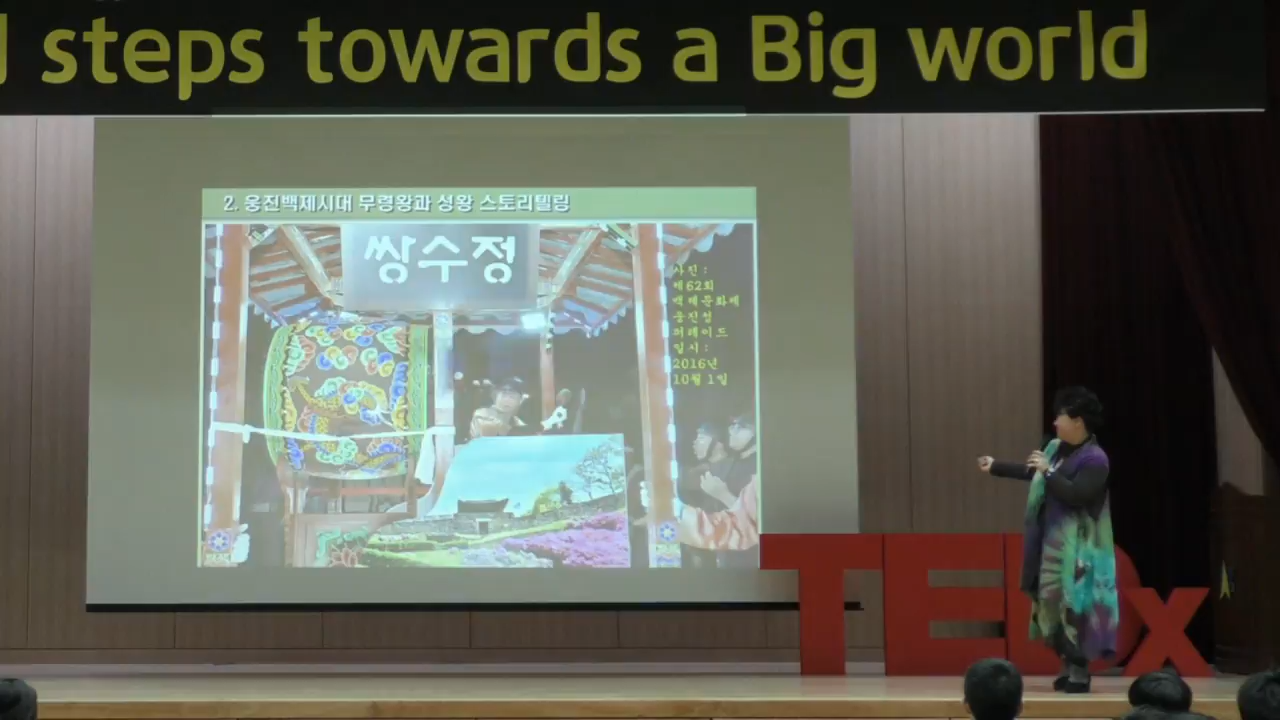 steps towards a Big world
2. 웅진백제시대 무령왕과 성왕 스토리텔링
쌍수정
사진 :
제62회
백제문화제
웅진성
퍼레이드
일시 :
2016년
10월 1일
TEDx